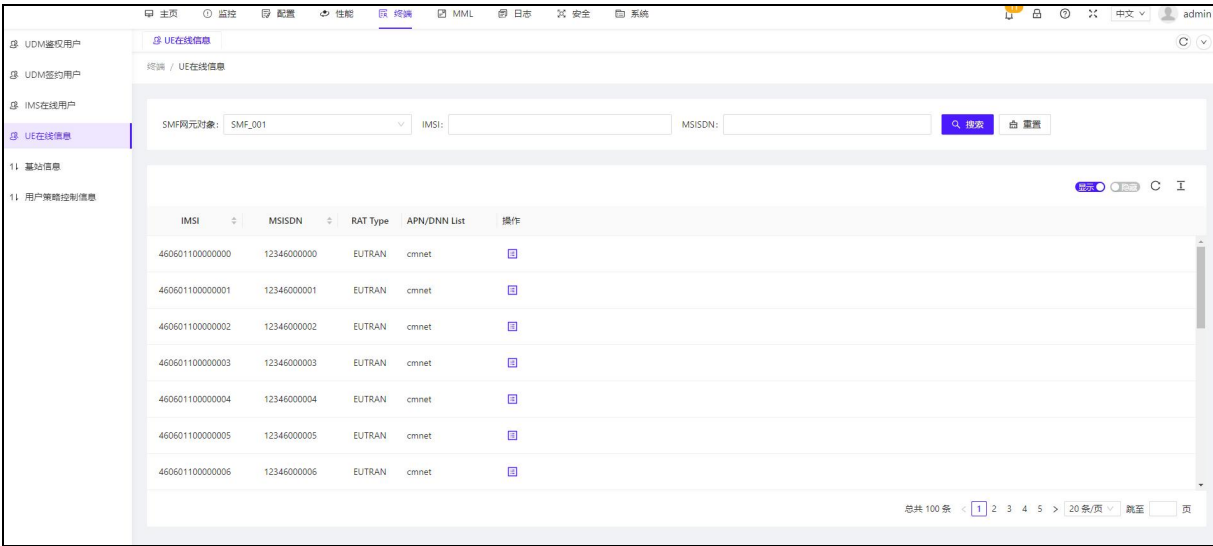 主页 监控 配置 性能 终端 MML 日志 安全 系统 中文 admin
UDM鉴权用户
UDM签约用户
IMS在线用户
UE在线信息
基站信息
用户策略控制信息
UE在线信息
终端 / UE在线信息
SMF网元对象: SMF_001 IMSI: MSISDN: 搜索 重置
显示 隐藏
IMSI MSISDN RAT Type APN/DNN List 操作
460601100000000 12346000000 EUTRAN cmnet
460601100000001 12346000001 EUTRAN cmnet
460601100000002 12346000002 EUTRAN cmnet
460601100000003 12346000003 EUTRAN cmnet
460601100000004 12346000004 EUTRAN cmnet
460601100000005 12346000005 EUTRAN cmnet
460601100000006 12346000006 EUTRAN cmnet
总共 100 条 < 1 2 3 4 5 > 20 条/页 跳至 页